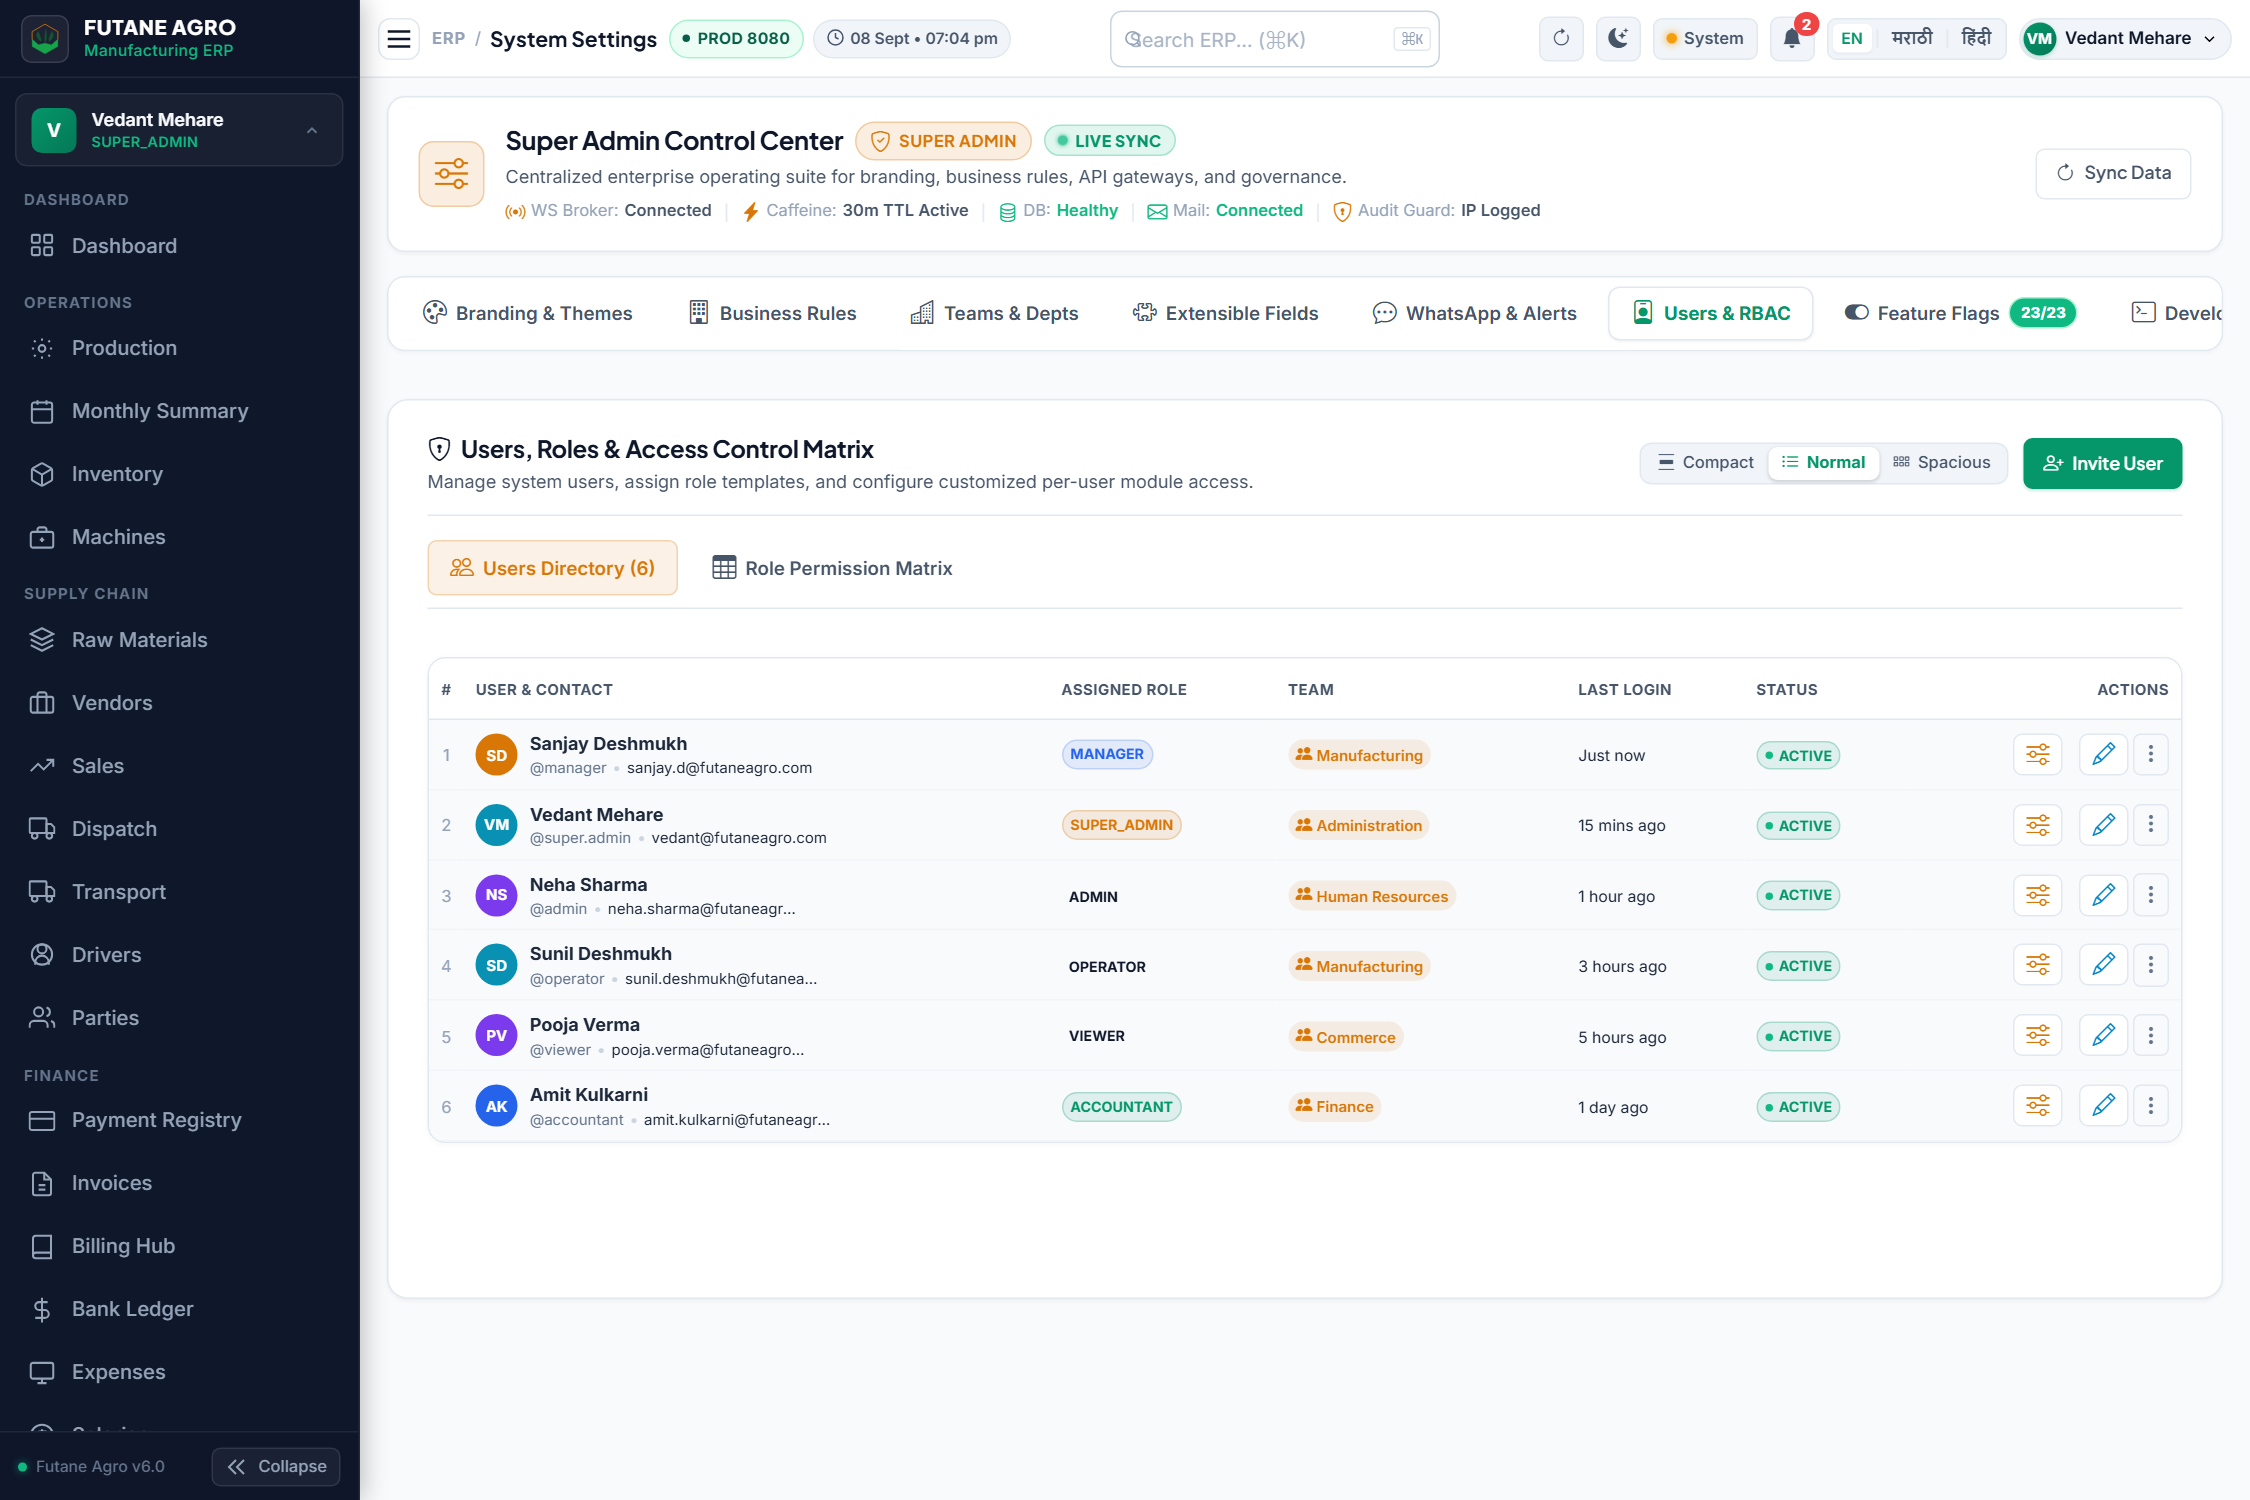 FUTANE AGRO
Manufacturing ERP
V
Vedant Mehare
SUPER_ADMIN
DASHBOARD
Dashboard
OPERATIONS
Production
Monthly Summary
Inventory
Machines
SUPPLY CHAIN
Raw Materials
Vendors
Sales
Dispatch
Transport
Drivers
Parties
FINANCE
Payment Registry
Invoices
Billing Hub
Bank Ledger
Expenses
Futane Agro v6.0
Collapse
ERP / System Settings
PROD 8080
08 Sept • 07:04 pm
Search ERP... (⌘K)
⌘K
System
2
EN
मराठी
हिंदी
VM
Vedant Mehare
Super Admin Control Center
SUPER ADMIN
LIVE SYNC
Centralized enterprise operating suite for branding, business rules, API gateways, and governance.
WS Broker: Connected
Caffeine: 30m TTL Active
DB: Healthy
Mail: Connected
Audit Guard: IP Logged
Sync Data
Branding & Themes
Business Rules
Teams & Depts
Extensible Fields
WhatsApp & Alerts
Users & RBAC
Feature Flags 23/23
Develo
Users, Roles & Access Control Matrix
Manage system users, assign role templates, and configure customized per-user module access.
Compact
Normal
Spacious
Invite User
Users Directory (6)
Role Permission Matrix
# USER & CONTACT ASSIGNED ROLE TEAM LAST LOGIN STATUS ACTIONS
1 SD Sanjay Deshmukh MANAGER Manufacturing Just now ACTIVE
@manager • sanjay.d@futaneagro.com
2 VM Vedant Mehare SUPER_ADMIN Administration 15 mins ago ACTIVE
@super.admin • vedant@futaneagro.com
3 NS Neha Sharma ADMIN Human Resources 1 hour ago ACTIVE
@admin • neha.sharma@futaneagr...
4 SD Sunil Deshmukh OPERATOR Manufacturing 3 hours ago ACTIVE
@operator • sunil.deshmukh@futanea...
5 PV Pooja Verma VIEWER Commerce 5 hours ago ACTIVE
@viewer • pooja.verma@futaneagro...
6 AK Amit Kulkarni ACCOUNTANT Finance 1 day ago ACTIVE
@accountant • amit.kulkarni@futaneagr...